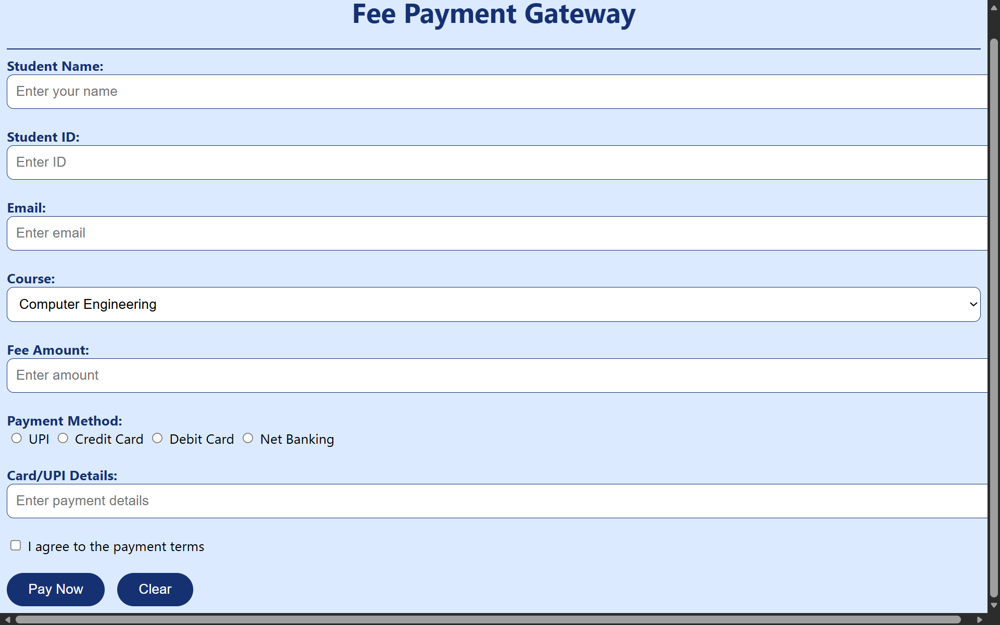 Fee Payment Gateway
Student Name:
Enter your name
Student ID:
Enter ID
Email:
Enter email
Course:
Computer Engineering
Fee Amount:
Enter amount
Payment Method:
UPI Credit Card Debit Card Net Banking
Card/UPI Details:
Enter payment details
I agree to the payment terms
Pay Now Clear